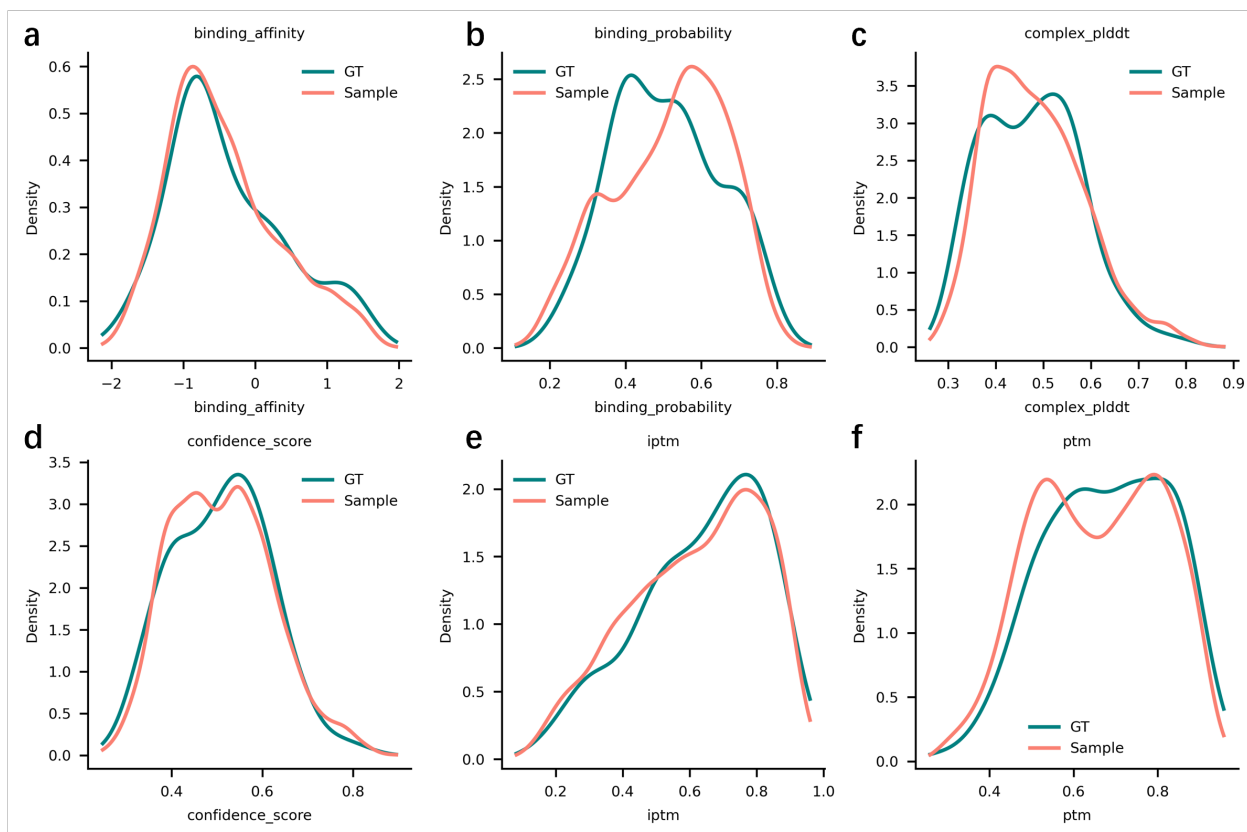 a
binding_affinity
0.6
0.5
0.4
0.3
0.2
0.1
0.0
Density
GT
Sample
−2
−1
0
1
2
binding_affinity
b
binding_probability
2.5
2.0
1.5
1.0
0.5
0.0
Density
GT
Sample
0.2
0.4
0.6
0.8
binding_probability
c
complex_plddt
3.5
3.0
2.5
2.0
1.5
1.0
0.5
0.0
Density
GT
Sample
0.3
0.4
0.5
0.6
0.7
0.8
0.9
complex_plddt
d
confidence_score
3.5
3.0
2.5
2.0
1.5
1.0
0.5
0.0
Density
GT
Sample
0.4
0.6
0.8
confidence_score
e
iptm
2.0
1.5
1.0
0.5
0.0
Density
GT
Sample
0.2
0.4
0.6
0.8
1.0
iptm
f
ptm
2.0
1.5
1.0
0.5
0.0
Density
GT
Sample
0.4
0.6
0.8
ptm